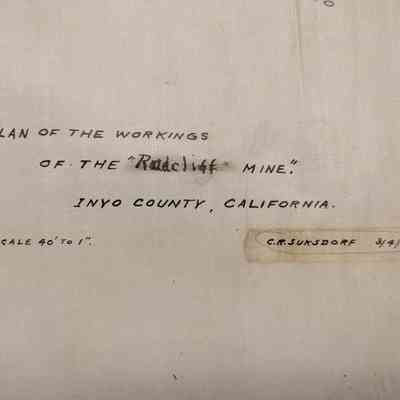 LAN OF THE WORKINGS
OF THE "Radcliff" MINE."
INYO COUNTY, CALIFORNIA.
CALE 40' TO 1".
C.R. SUKSDORF 3/4/